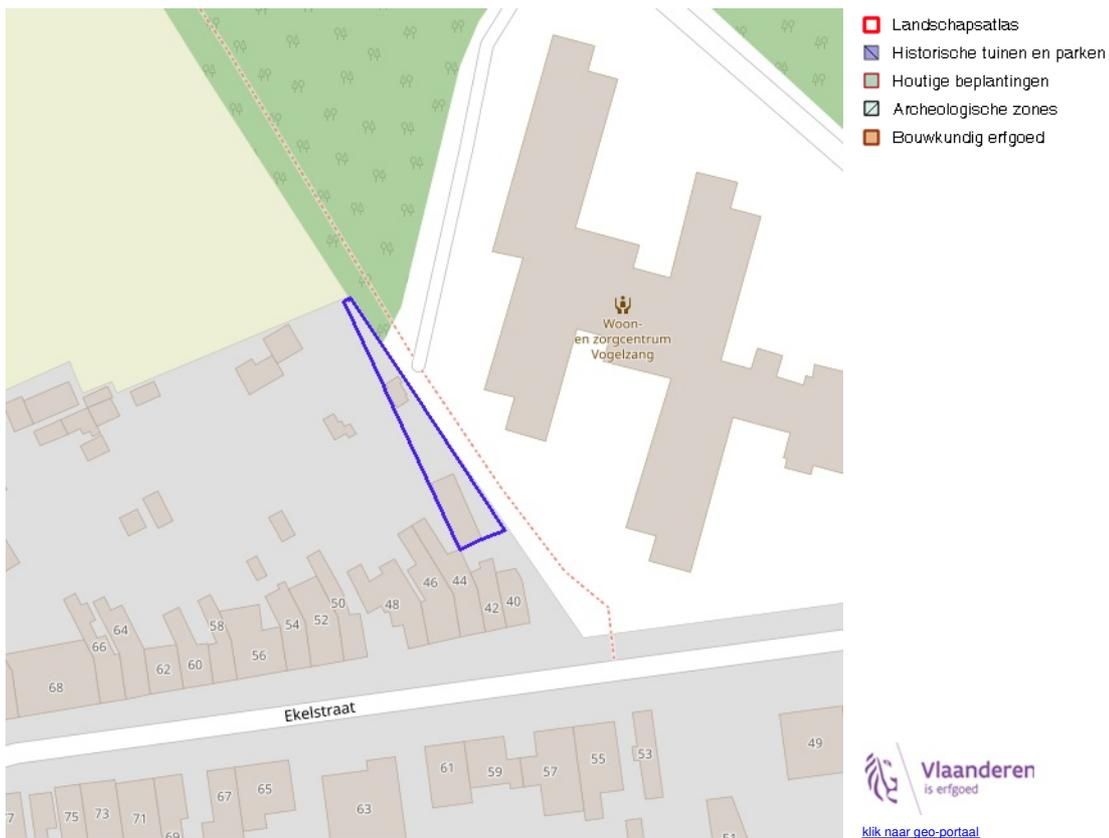 Landschapsatlas
Historische tuinen en parken
Houtige beplantingen
Archeologische zones
Bouwkundig erfgoed
Woon-
en zorgcentrum
Vogelzang
46
44
42
40
50
48
54
52
58
56
64
66
62
60
68
Ekelstraat
61
59
57
55
53
49
67
65
63
75
73
71
69
51
Vlaanderen
is erfgoed
klik naar geo-portaal